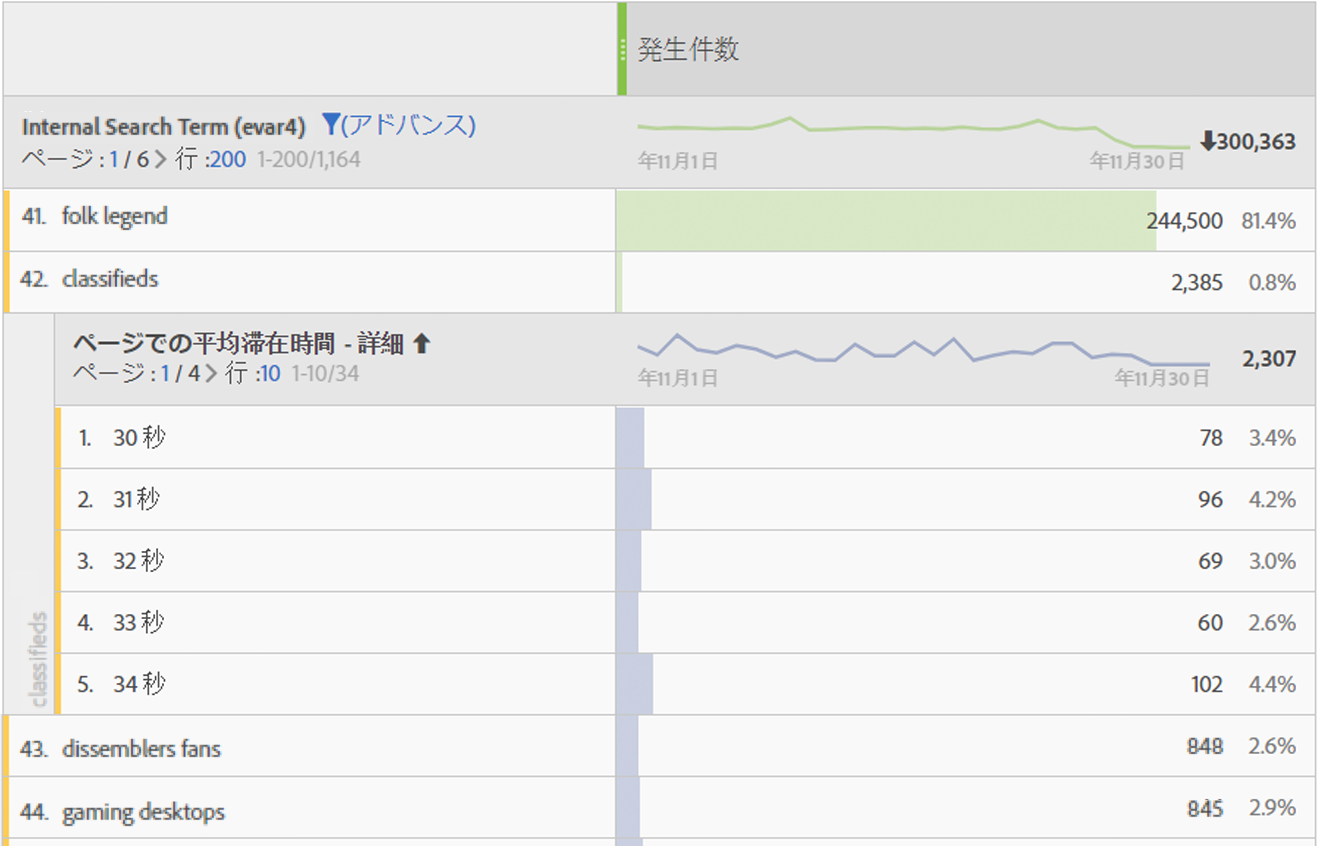 発生件数
Internal Search Term (evar4) (アドバンス)
ページ : 1 / 6 > 行 :200 1-200/1,164
年11月1日 年11月30日
↓300,363
41. folk legend 244,500 81.4%
42. classifieds 2,385 0.8%
ページでの平均滞在時間 - 詳細 ↑
ページ : 1 / 4 > 行 :10 1-10/34
年11月1日 年11月30日
2,307
classifieds
1. 30 秒 78 3.4%
2. 31 秒 96 4.2%
3. 32 秒 69 3.0%
4. 33 秒 60 2.6%
5. 34 秒 102 4.4%
43. dissemblers fans 848 2.6%
44. gaming desktops 845 2.9%